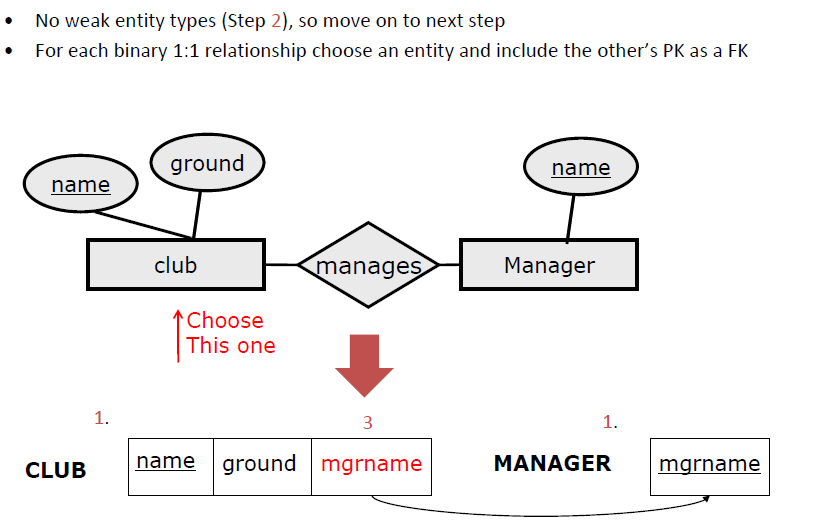 • No weak entity types (Step 2), so move on to next step
• For each binary 1:1 relationship choose an entity and include the other's PK as a FK
ground
name
name
club
manages
Manager
Choose
This one
1.
3
1.
CLUB
name
ground
mgrname
MANAGER
mgrname